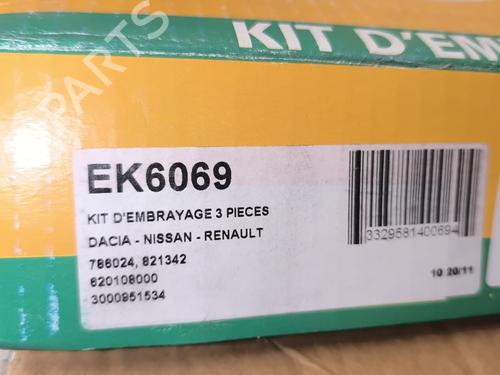 KIT D'EM
EK6069
KIT D'EMBRAYAGE 3 PIECES
DACIA - NISSAN - RENAULT
786024, 821342
620108000
3000951534
3329581400694
10 20/11
PARTS